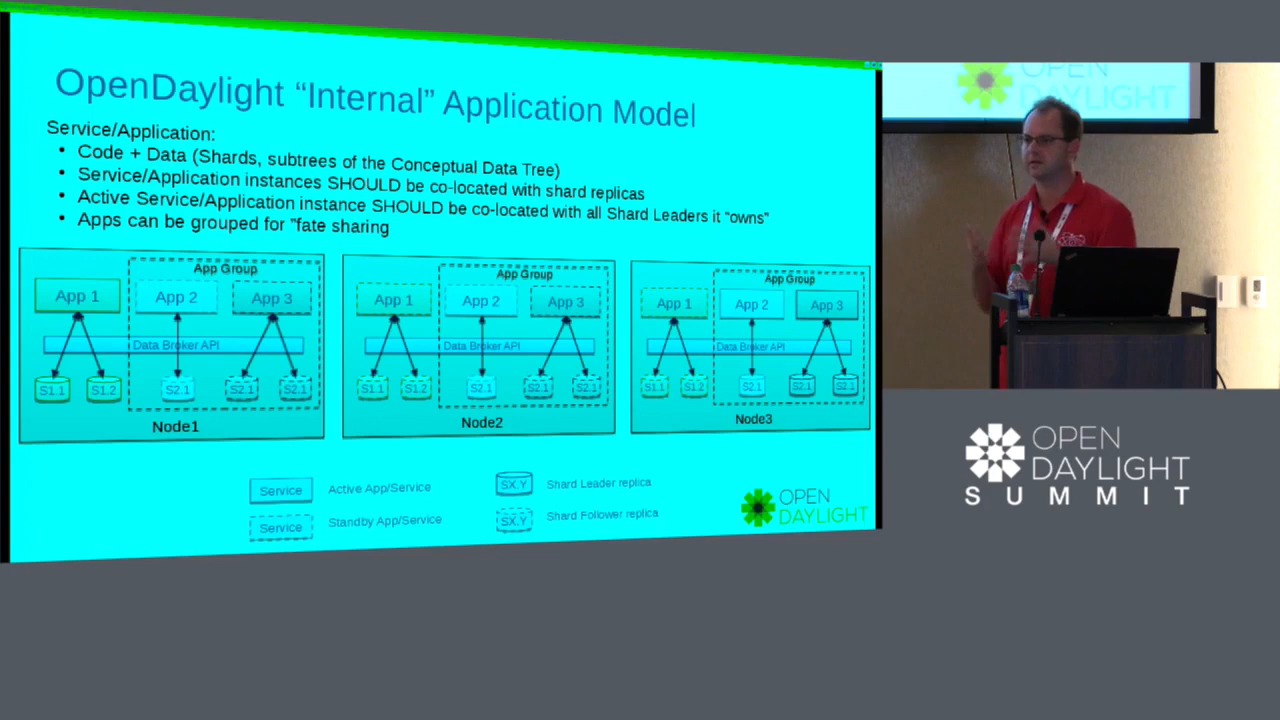 OpenDaylight “Internal” Application Model
Service/Application:
• Code + Data (Shards, subtrees of the Conceptual Data Tree)
• Service/Application instances SHOULD be co-located with shard replicas
• Active Service/Application instance SHOULD be co-located with all Shard Leaders it "owns"
• Apps can be grouped for "fate sharing
App Group
App 1 App 2 App 3
Data Broker API
S1.1 S1.2 S2.1 S2.1 S2.1
Node1
App Group
App 1 App 2 App 3
Data Broker API
S1.1 S1.2 S2.1 S2.1 S2.1
Node2
App Group
App 1 App 2 App 3
Data Broker API
S1.1 S1.2 S2.1 S2.1 S2.1
Node3
Service Active App/Service
Service Standby App/Service
SX.Y Shard Leader replica
SX.Y Shard Follower replica
OPEN
DAYLIGHT
OPEN
DAYLIGHT
OPEN
DAYLIGHT
SUMMIT